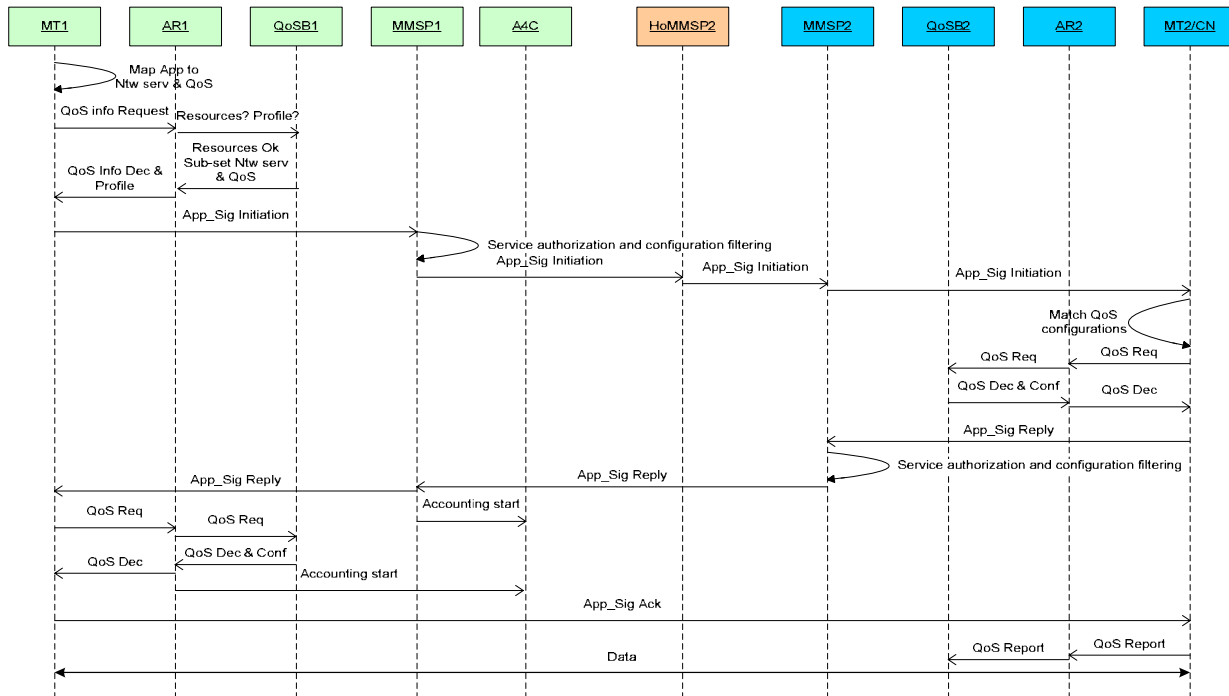 MT1
AR1
QoSB1
MMSP1
A4C
HoMMSP2
MMSP2
QoSB2
AR2
MT2/CN
Map App to
Ntw serv & QoS
QoS info Request
Resources? Profile?
Resources Ok
Sub-set Ntw serv
& QoS
QoS Info Dec &
Profile
App_Sig Initiation
Service authorization and configuration filtering
App_Sig Initiation
App_Sig Initiation
App_Sig Initiation
Match QoS
configurations
QoS Req
QoS Req
QoS Dec & Conf
QoS Dec
App_Sig Reply
Service authorization and configuration filtering
App_Sig Reply
App_Sig Reply
Accounting start
QoS Req
QoS Req
QoS Dec & Conf
QoS Dec
Accounting start
App_Sig Ack
QoS Report
QoS Report
Data